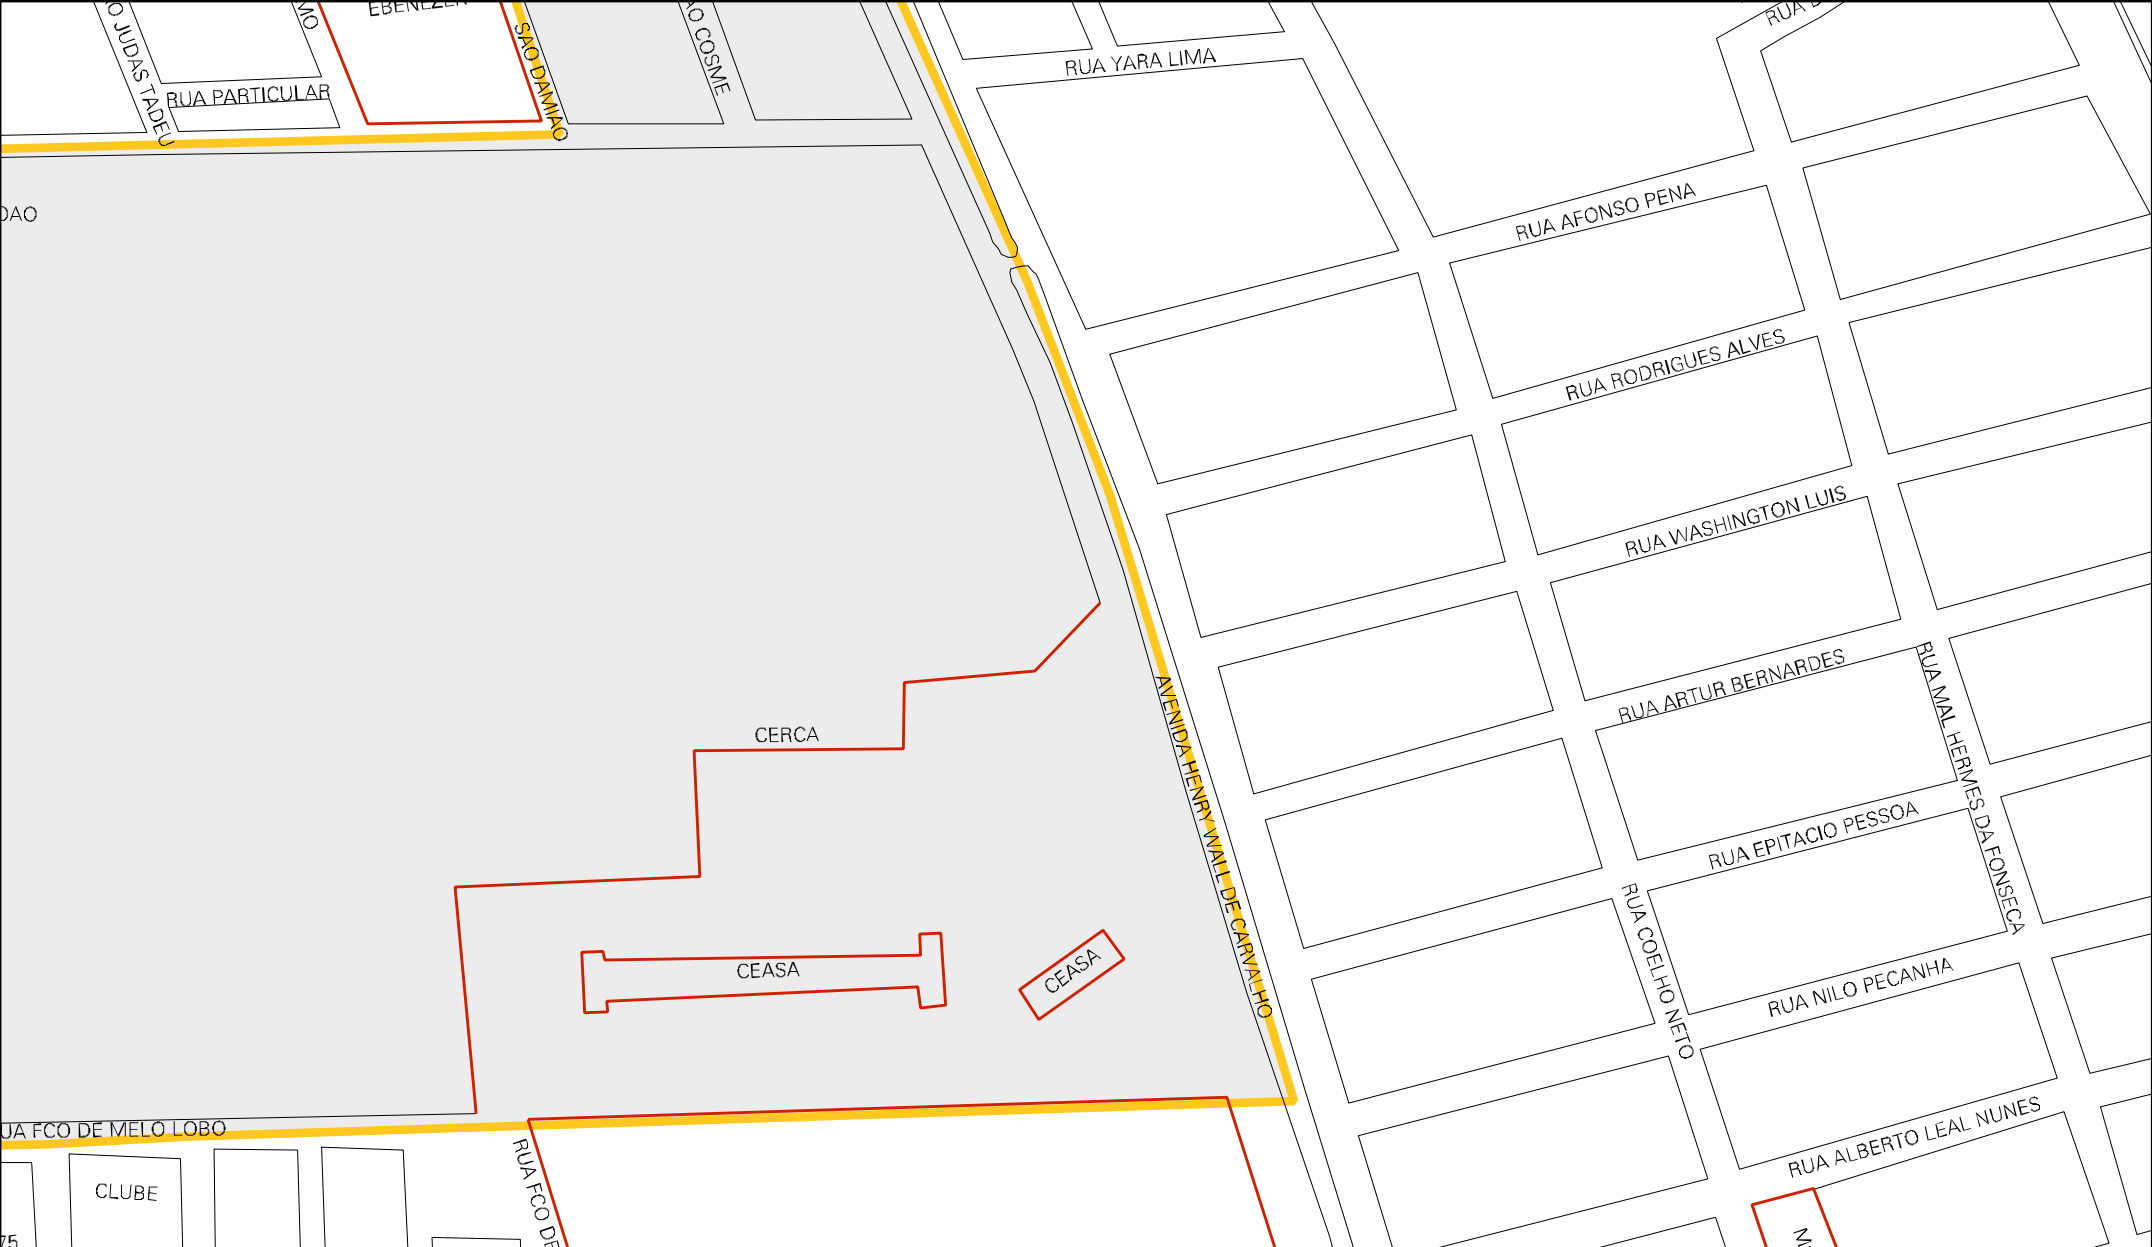 JUDAS TADEU
EBENEZER
SAO DAMIAO
COSME
RUA YARA LIMA
RUA PARTICULAR
RUA AFONSO PENA
RUA RODRIGUES ALVES
RUA WASHINGTON LUIS
RUA ARTUR BERNARDES
RUA MAL HERMES DA FONSECA
AVENIDA HENRY WALL DE CARVALHO
CERCA
RUA EPITACIO PESSOA
RUA COELHO NETO
CEASA
CEASA
RUA NILO PECANHA
RUA ALBERTO LEAL NUNES
UA FCO DE MELO LOBO
RUA FCO DE
CLUBE
75